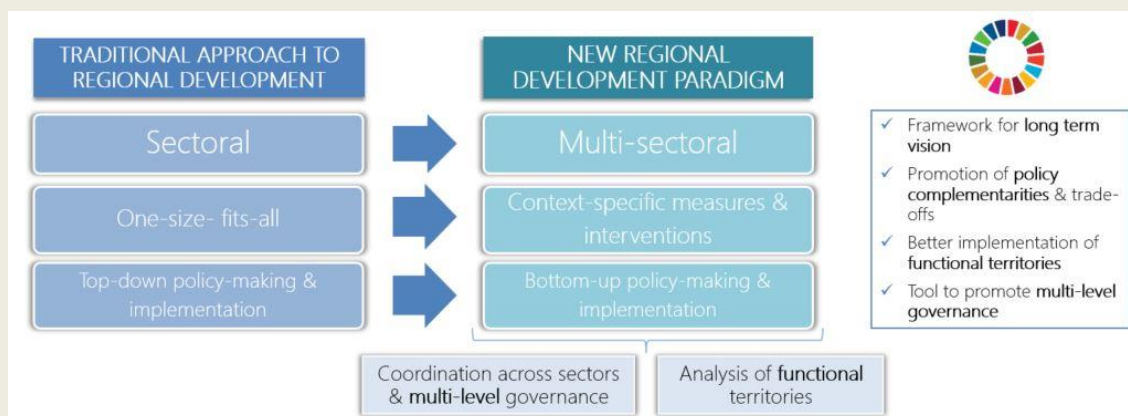 TRADITIONAL APPROACH TO
REGIONAL DEVELOPMENT
NEW REGIONAL
DEVELOPMENT PARADIGM
Sectoral
Multi-sectoral
One-size- fits-all
Context-specific measures &
interventions
Top-down policy-making &
implementation
Bottom-up policy-making &
implementation
Coordination across sectors
& multi-level governance
Analysis of functional
territories
✓ Framework for long term
vision
✓ Promotion of policy
complementarities & trade-
offs
✓ Better implementation of
functional territories
✓ Tool to promote multi-level
governance